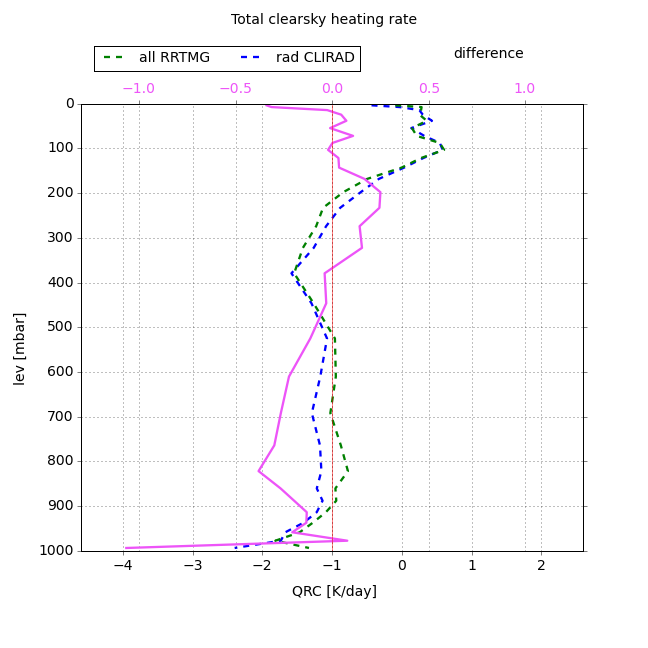 Total clearsky heating rate
all RRTMG rad CLIRAD difference
−1.0 −0.5 0.0 0.5 1.0
0
100
200
300
400
500
600
700
800
900
1000
lev [mbar]
−4 −3 −2 −1 0 1 2
QRC [K/day]